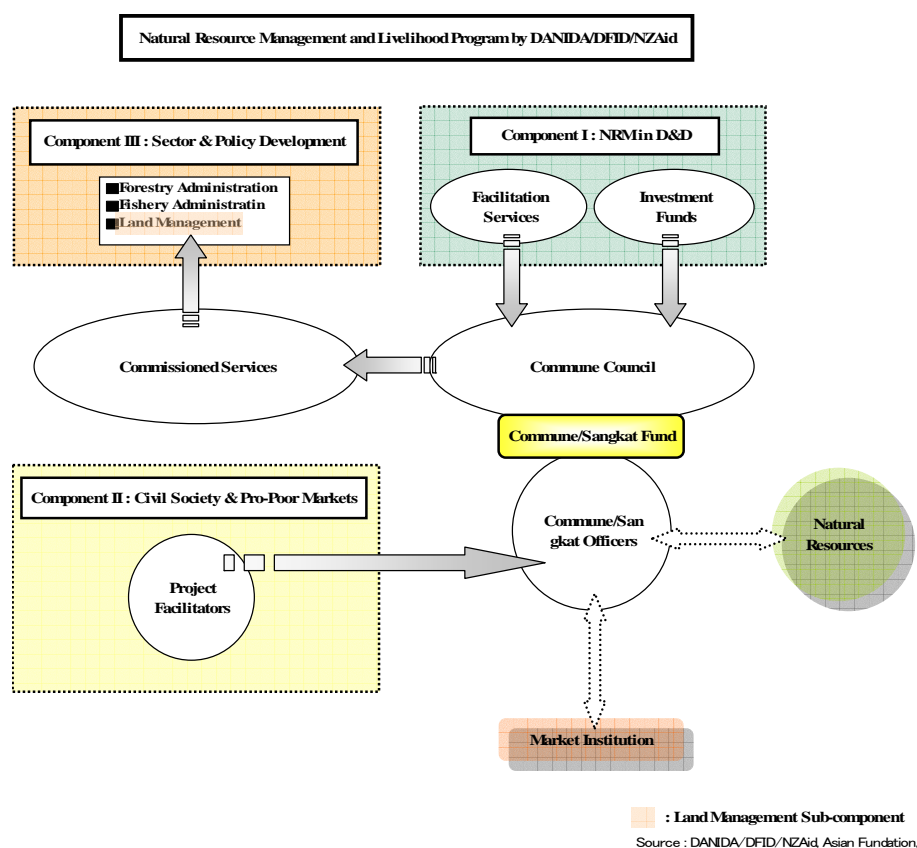 Natural Resource Management and Livelihood Program by DANIDA/DFID/NZAid
Component III : Sector & Policy Development
■Forestry Administration
■Fishery Administratin
■Land Management
Component I : NRM in D&D
Facilitation
Services
Investment
Funds
Commissioned Services
Commune Council
Commune/Sangkat Fund
Component II : Civil Society & Pro-Poor Markets
Project
Facilitators
Commune/San
gkat Officers
Natural
Resources
Market Institution
: Land Management Sub-component
Source : DANIDA/DFID/NZAid, Asian Fundation.